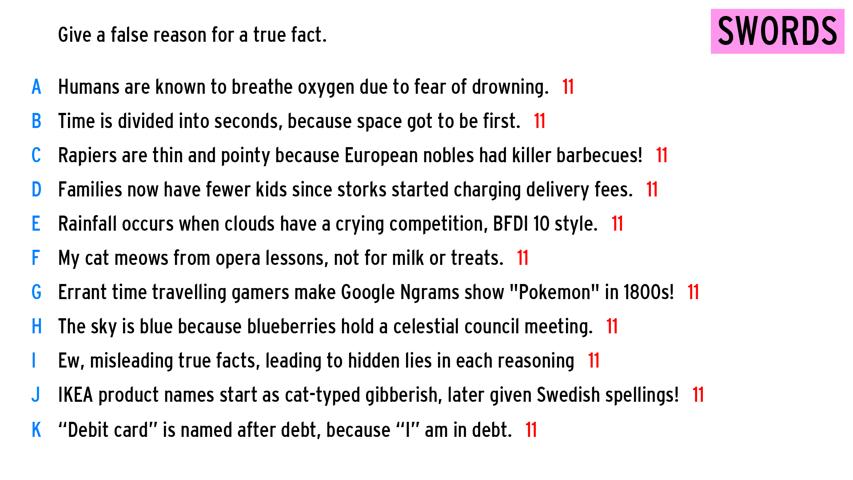 SWORDS
Give a false reason for a true fact.
A Humans are known to breathe oxygen due to fear of drowning. 11
B Time is divided into seconds, because space got to be first. 11
C Rapiers are thin and pointy because European nobles had killer barbecues! 11
D Families now have fewer kids since storks started charging delivery fees. 11
E Rainfall occurs when clouds have a crying competition, BFDI 10 style. 11
F My cat meows from opera lessons, not for milk or treats. 11
G Errant time travelling gamers make Google Ngrams show "Pokemon" in 1800s! 11
H The sky is blue because blueberries hold a celestial council meeting. 11
I Ew, misleading true facts, leading to hidden lies in each reasoning 11
J IKEA product names start as cat-typed gibberish, later given Swedish spellings! 11
K “Debit card” is named after debt, because “I” am in debt. 11